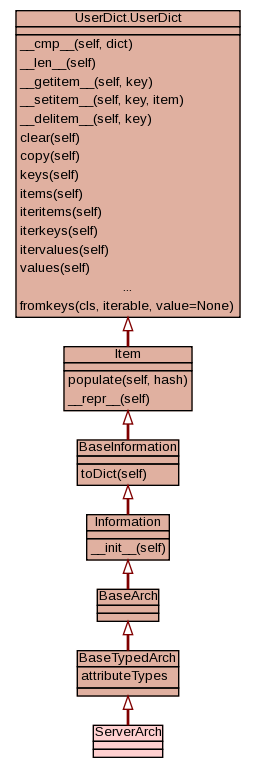 UserDict.UserDict
__cmp__(self, dict)
__len__(self)
__getitem__(self, key)
__setitem__(self, key, item)
__delitem__(self, key)
clear(self)
copy(self)
keys(self)
items(self)
iteritems(self)
iterkeys(self)
itervalues(self)
values(self)
...
fromkeys(cls, iterable, value=None)
Item
populate(self, hash)
__repr__(self)
BaseInformation
toDict(self)
Information
__init__(self)
BaseArch
BaseTypedArch
attributeTypes
ServerArch